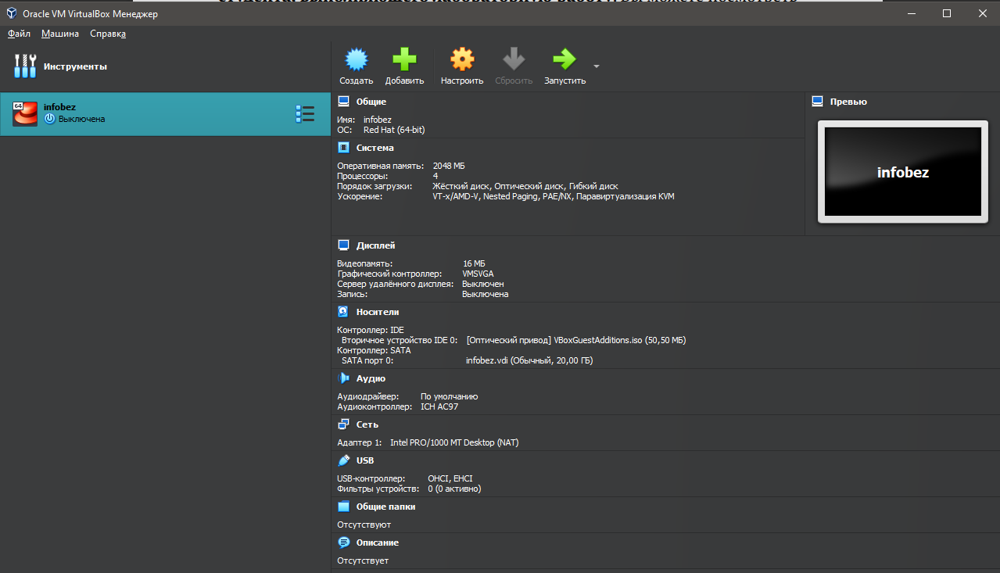 Oracle VM VirtualBox Менеджер
Файл Машина Справка
Инструменты
Создать Добавить Настроить Сбросить Запустить
64
infobez
Выключена
Общие
Имя: infobez
ОС: Red Hat (64-bit)
Превью
infobez
Система
Оперативная память: 2048 МБ
Процессоры: 4
Порядок загрузки: Жёсткий диск, Оптический диск, Гибкий диск
Ускорение: VT-x/AMD-V, Nested Paging, PAE/NX, Паравиртуализация KVM
Дисплей
Видеопамять: 16 МБ
Графический контроллер: VMSVGA
Сервер удалённого дисплея: Выключен
Запись: Выключена
Носители
Контроллер: IDE
Вторичное устройство IDE 0: [Оптический привод] VBoxGuestAdditions.iso (50,50 МБ)
Контроллер: SATA
SATA порт 0: infobez.vdi (Обычный, 20,00 ГБ)
Аудио
Аудиодрайвер: По умолчанию
Аудиоконтроллер: ICH AC97
Сеть
Адаптер 1: Intel PRO/1000 MT Desktop (NAT)
USB
USB-контроллер: OHCI, EHCI
Фильтры устройств: 0 (0 активно)
Общие папки
Отсутствуют
Описание
Отсутствует